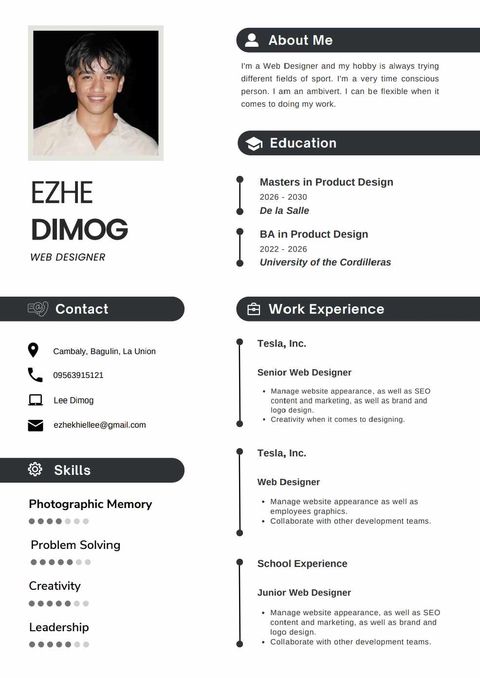 EZHE
DIMOG
WEB DESIGNER
Contact
Cambaly, Bagulin, La Union
09563915121
Lee Dimog
ezhekhiellee@gmail.com
Skills
Photographic Memory
Problem Solving
Creativity
Leadership
About Me
I'm a Web Designer and my hobby is always trying
different fields of sport. I'm a very time conscious
person. I am an ambivert. I can be flexible when it
comes to doing my work.
Education
Masters in Product Design
2026 - 2030
De la Salle
BA in Product Design
2022 - 2026
University of the Cordilleras
Work Experience
Tesla, Inc.
Senior Web Designer
• Manage website appearance, as well as SEO
content and marketing, as well as brand and
logo design.
• Creativity when it comes to designing.
Tesla, Inc.
Web Designer
• Manage website appearance as well as
employees graphics.
• Collaborate with other development teams.
School Experience
Junior Web Designer
• Manage website appearance, as well as SEO
content and marketing, as well as brand and
logo design.
• Collaborate with other development teams.